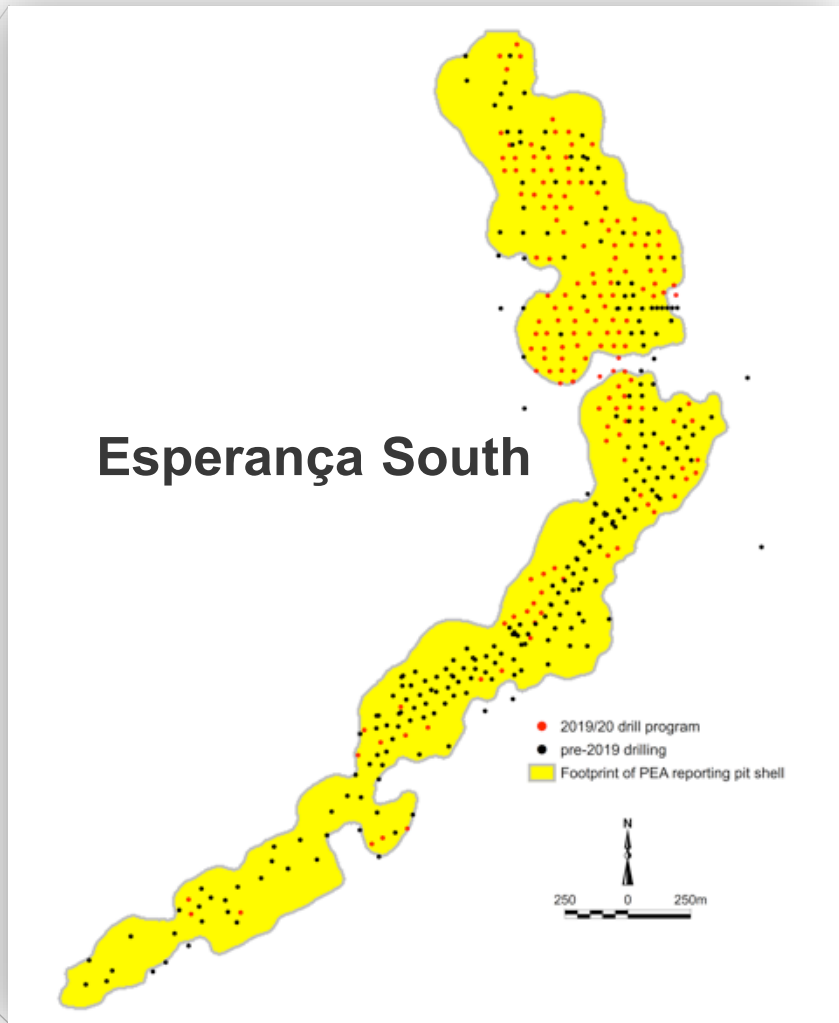 Esperança South
2019/20 drill program
pre-2019 drilling
Footprint of PEA reporting pit shell
N
250 0 250m